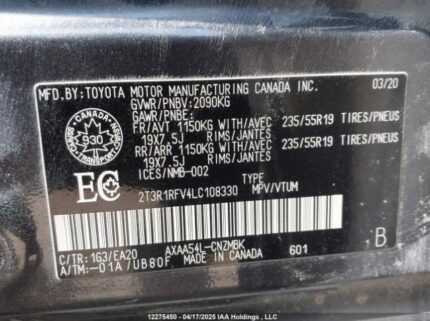 MFD.BY: TOYOTA MOTOR MANUFACTURING CANADA INC. 03/20
GVWR/PNBV: 2090KG
GAWR/PNBE:
FR/AVT 1150KG WITH/AVEC 235/55R19 TIRES/PNEUS
19X7.5J RIMS/JANTES
RR/ARR 1150KG WITH/AVEC 235/55R19 TIRES/PNEUS
19X7.5J RIMS/JANTES
ICES/NMB-002
930
EC
2T3R1RFV4LC108330 TYPE MPV/VTUM
C/TR: 1G3/EA20 AXAA54L-CNZMBK
A/TM: -01A/UB80F MADE IN CANADA 601 B
12275450 - 04/17/2025 IAA Holdings , LLC